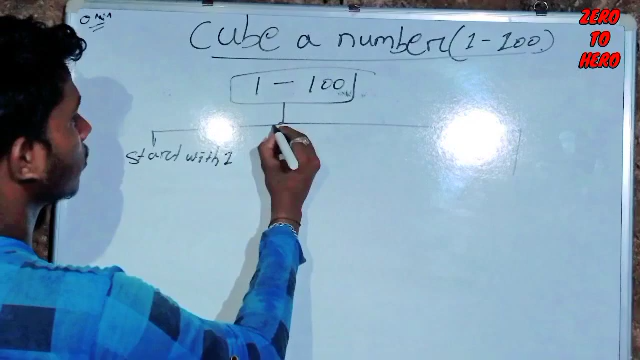 Cube a number (1-100)
1 - 100
start with 1
ZERO
TO
HERO